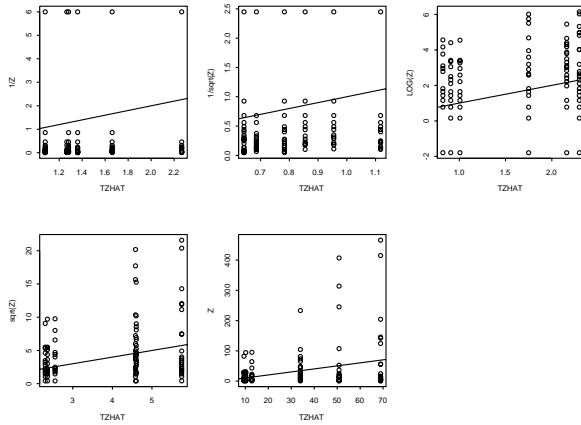 1/Z
0 1 2 3 4 5 6
1.2 1.4 1.6 1.8 2.0 2.2
TZHAT
1/sqrt(Z)
0.0 0.5 1.0 1.5 2.0 2.5
0.7 0.8 0.9 1.0 1.1
TZHAT
LOG(Z)
-2 0 2 4 6
1.0 1.5 2.0
TZHAT
sqrt(Z)
0 5 10 15 20
3 4 5
TZHAT
Z
0 100 200 300 400
10 20 30 40 50 60 70
TZHAT